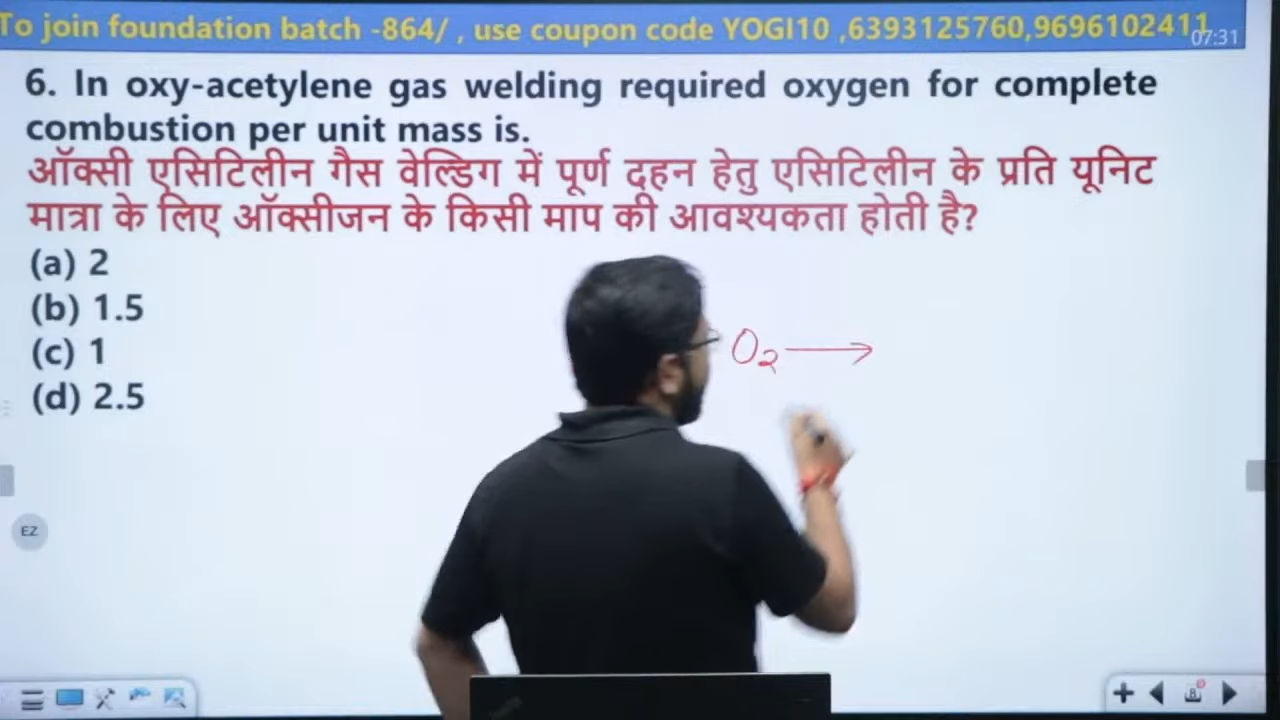 To join foundation batch -864/ , use coupon code YOGI10 ,6393125760,9696102411
07:31
6. In oxy-acetylene gas welding required oxygen for complete
combustion per unit mass is.
ऑक्सी एसिटिलीन गैस वेल्डिग में पूर्ण दहन हेतु एसिटिलीन के प्रति यूनिट
मात्रा के लिए ऑक्सीजन के किसी माप की आवश्यकता होती है?
(a) 2
(b) 1.5
(c) 1
(d) 2.5
O₂ →
EZ
8